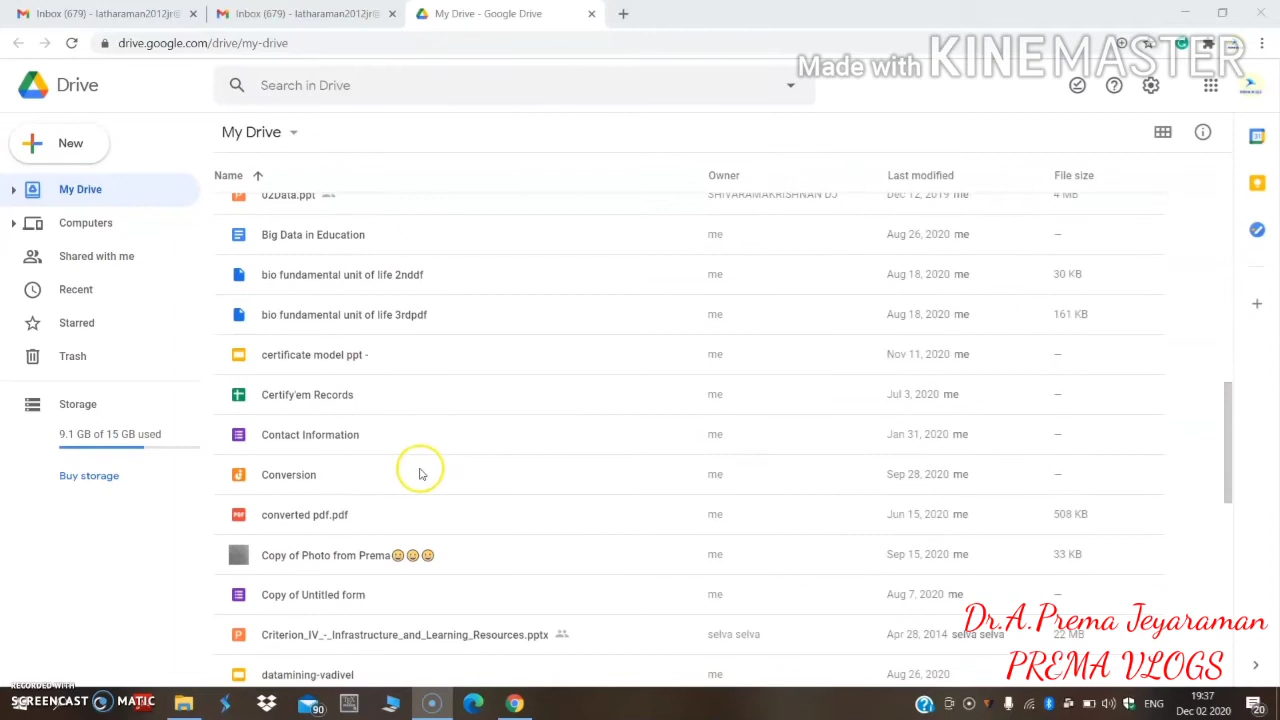 Inbox (679) - latharaman2012jr@
Inbox (679) - latharaman2012jr@
My Drive - Google Drive
drive.google.com/drive/my-drive
Made with KINEMASTER
Drive
Search in Drive
New
My Drive
Name
Owner
Last modified
File size
My Drive
Computers
Shared with me
Recent
Starred
Trash
Storage
9.1 GB of 15 GB used
Buy storage
02Data.ppt SHIVARAMAKRISHNAN DJ Dec 12, 2019 me 4 MB
Big Data in Education me Aug 26, 2020 me –
bio fundamental unit of life 2nddf me Aug 18, 2020 me 30 KB
bio fundamental unit of life 3rdpdf me Aug 18, 2020 me 161 KB
certificate model ppt - me Nov 11, 2020 me –
Certify'em Records me Jul 3, 2020 me –
Contact Information me Jan 31, 2020 me –
Conversion me Sep 28, 2020 me –
converted pdf.pdf me Jun 15, 2020 me 508 KB
Copy of Photo from Prema😊😊😊 me Sep 15, 2020 me 33 KB
Copy of Untitled form me Aug 7, 2020 me –
Criterion_IV_-_Infrastructure_and_Learning_Resources.pptx selva selva Apr 28, 2014 selva selva 22 MB
datamining-vadivel me Aug 26, 2020
Dr.A.Prema Jeyaraman
PREMA VLOGS
RECORDED WITH
SCREENCAST MATIC
90
ENG
19:37
Dec 02 2020
20